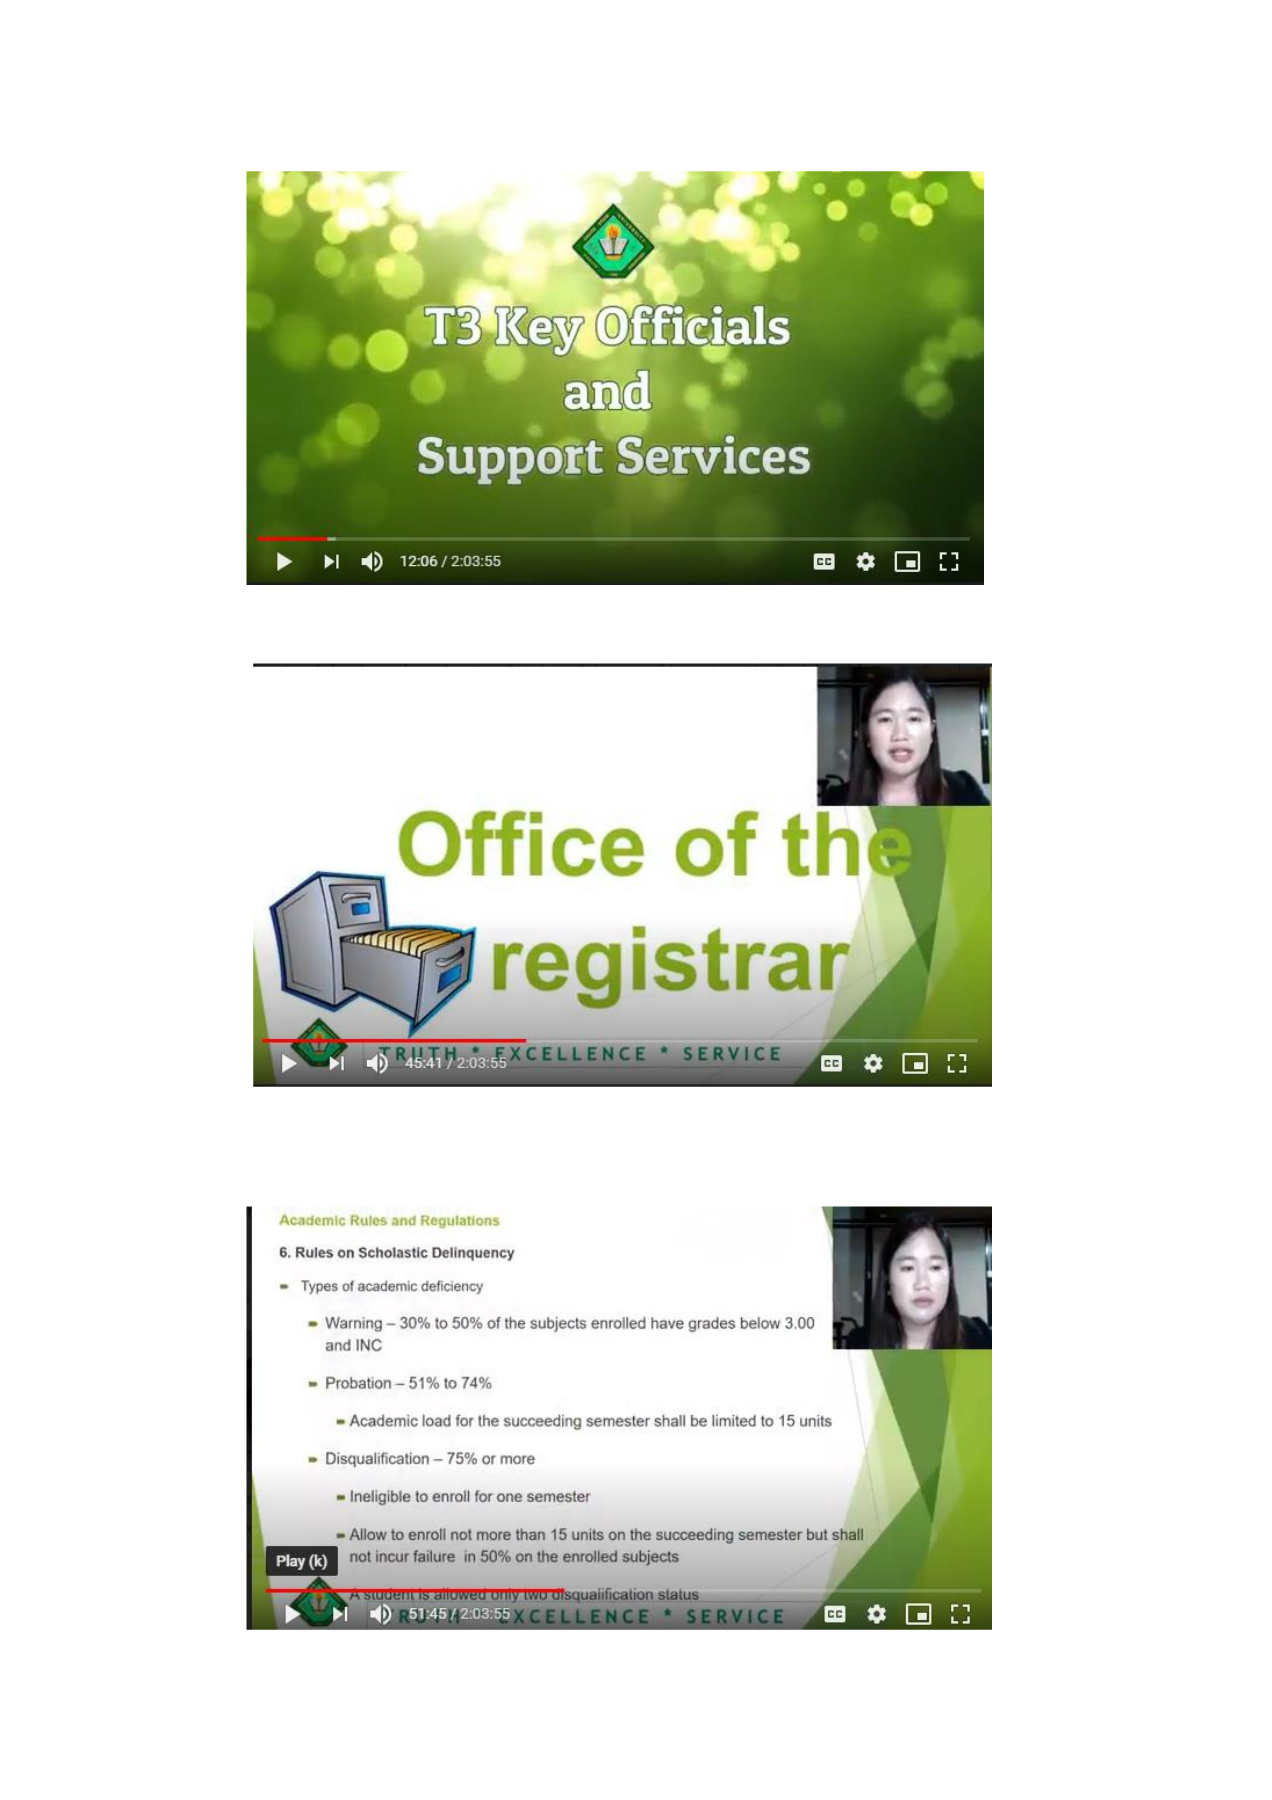 T3 Key Officials
and
Support Services
12:06 / 2:03:55
CC
Office of the
registrar
TRUTH * EXCELLENCE * SERVICE
45:41 / 2:03:55
CC
Academic Rules and Regulations
6. Rules on Scholastic Delinquency
Types of academic deficiency
Warning – 30% to 50% of the subjects enrolled have grades below 3.00
and INC
Probation – 51% to 74%
Academic load for the succeeding semester shall be limited to 15 units
Disqualification – 75% or more
Ineligible to enroll for one semester
Allow to enroll not more than 15 units on the succeeding semester but shall
Play (k)
not incur failure in 50% on the enrolled subjects
A student is allowed only two disqualification status
51:45 / 2:03:55
TRUTH * EXCELLENCE * SERVICE
CC